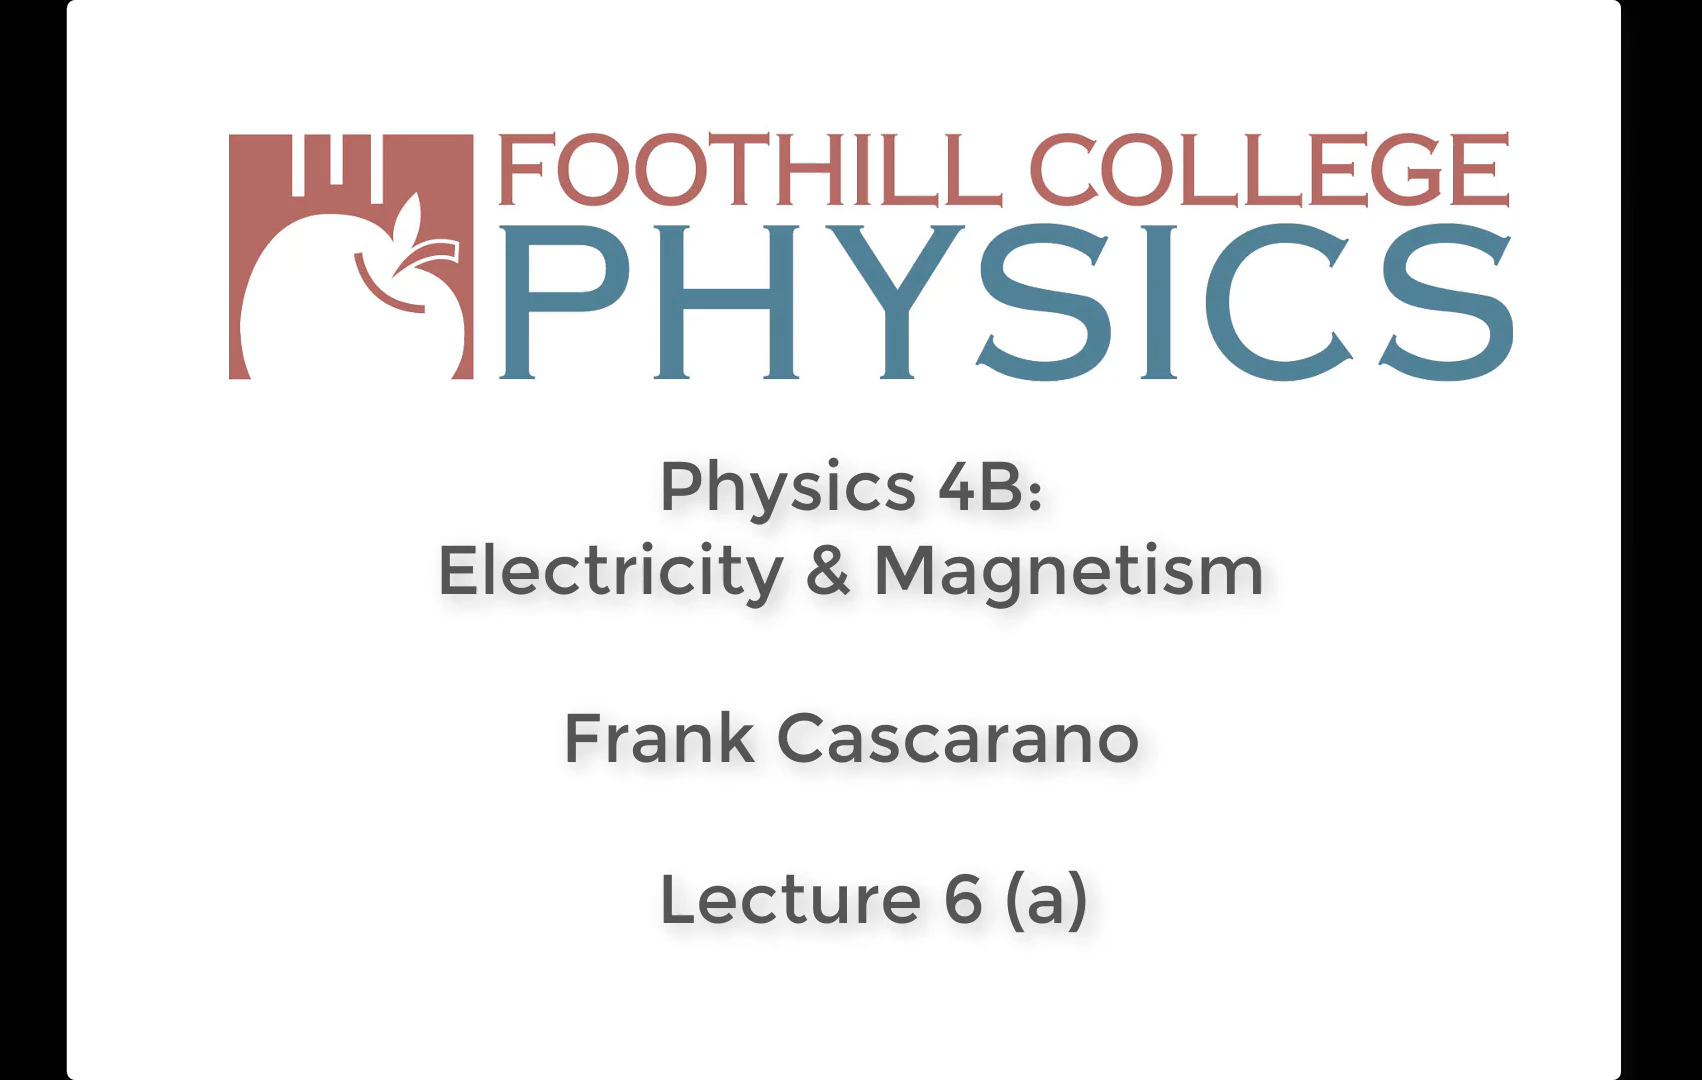 FOOTHILL COLLEGE
PHYSICS
Physics 4B:
Electricity & Magnetism
Frank Cascarano
Lecture 6 (a)